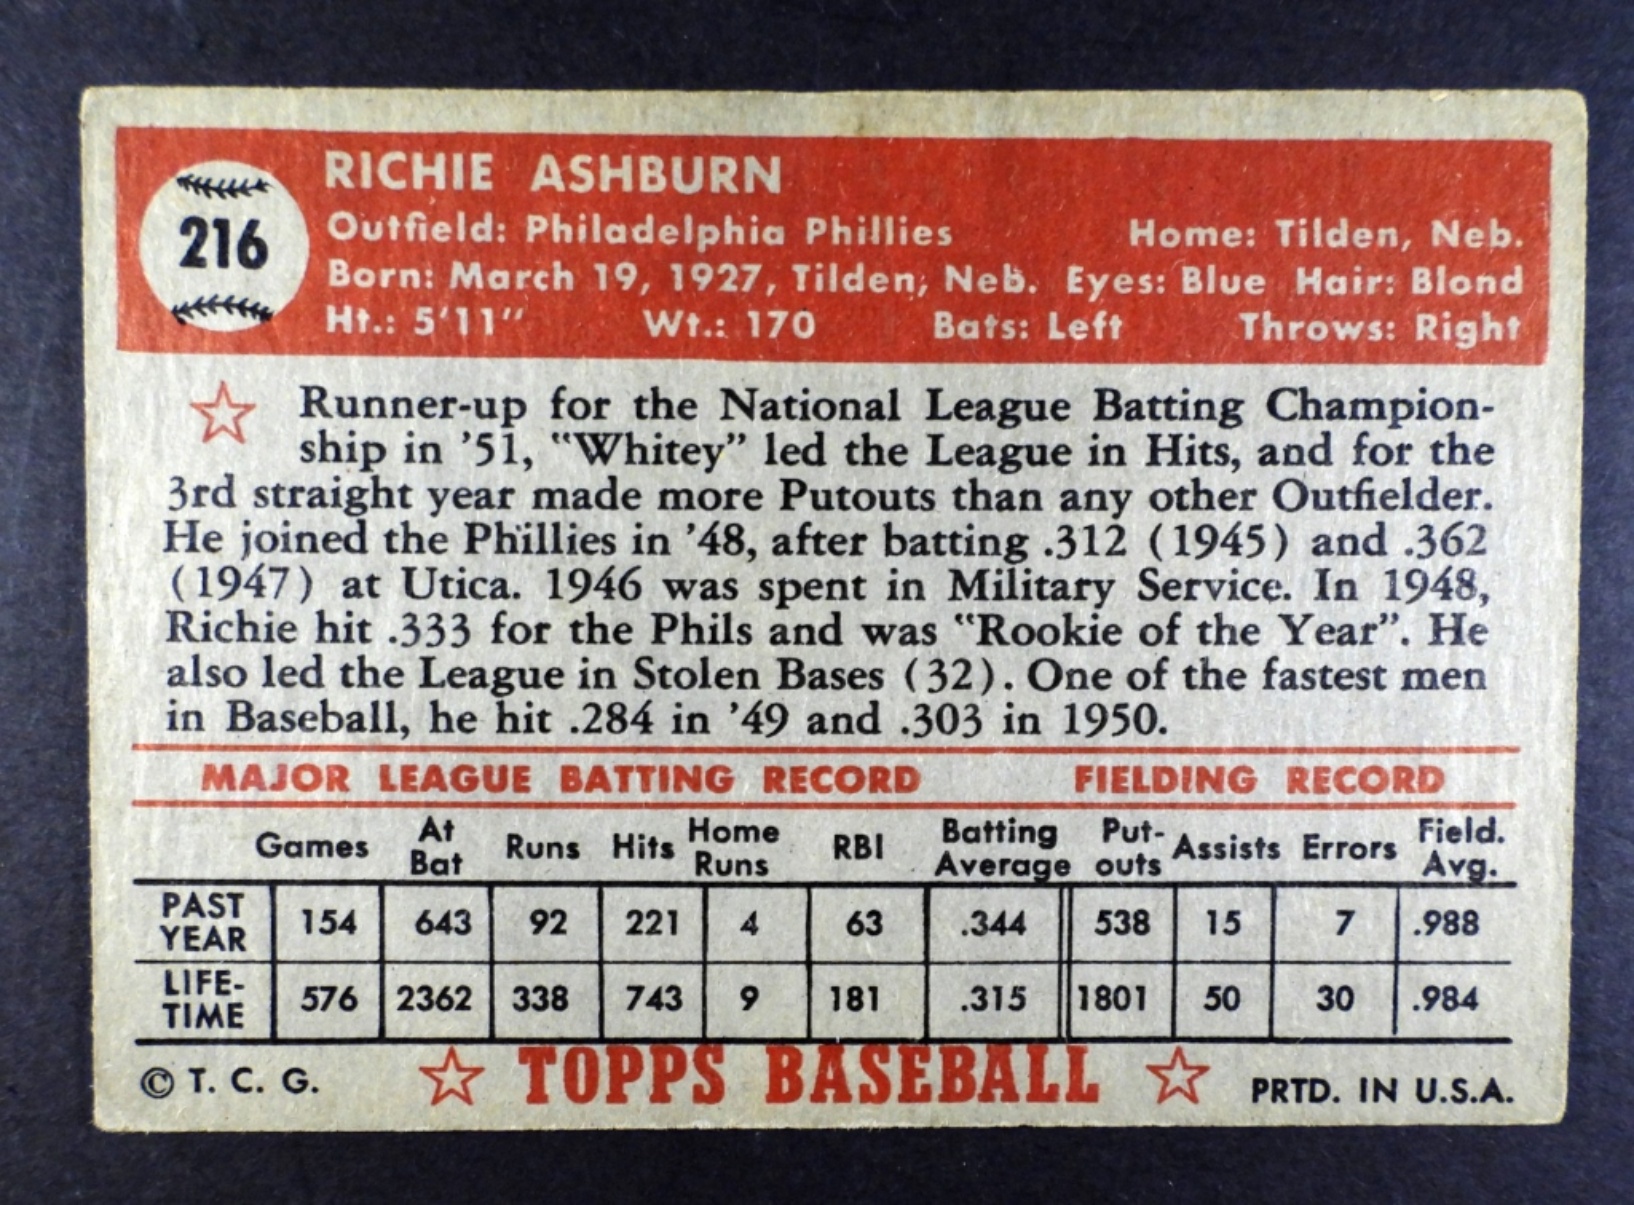 216
RICHIE ASHBURN
Outfield: Philadelphia Phillies Home: Tilden, Neb.
Born: March 19, 1927, Tilden, Neb. Eyes: Blue Hair: Blond
Ht.: 5'11" Wt.: 170 Bats: Left Throws: Right
Runner-up for the National League Batting Champion-
ship in '51, "Whitey" led the League in Hits, and for the
3rd straight year made more Putouts than any other Outfielder.
He joined the Phillies in '48, after batting .312 (1945) and .362
(1947) at Utica. 1946 was spent in Military Service. In 1948,
Richie hit .333 for the Phils and was "Rookie of the Year". He
also led the League in Stolen Bases (32). One of the fastest men
in Baseball, he hit .284 in '49 and .303 in 1950.
MAJOR LEAGUE BATTING RECORD FIELDING RECORD
Games At Bat Runs Hits Home Runs RBI Batting Average Put-outs Assists Errors Field. Avg.
PAST YEAR 154 643 92 221 4 63 .344 538 15 7 .988
LIFE-TIME 576 2362 338 743 9 181 .315 1801 50 30 .984
© T. C. G. TOPPS BASEBALL PRTD. IN U.S.A.